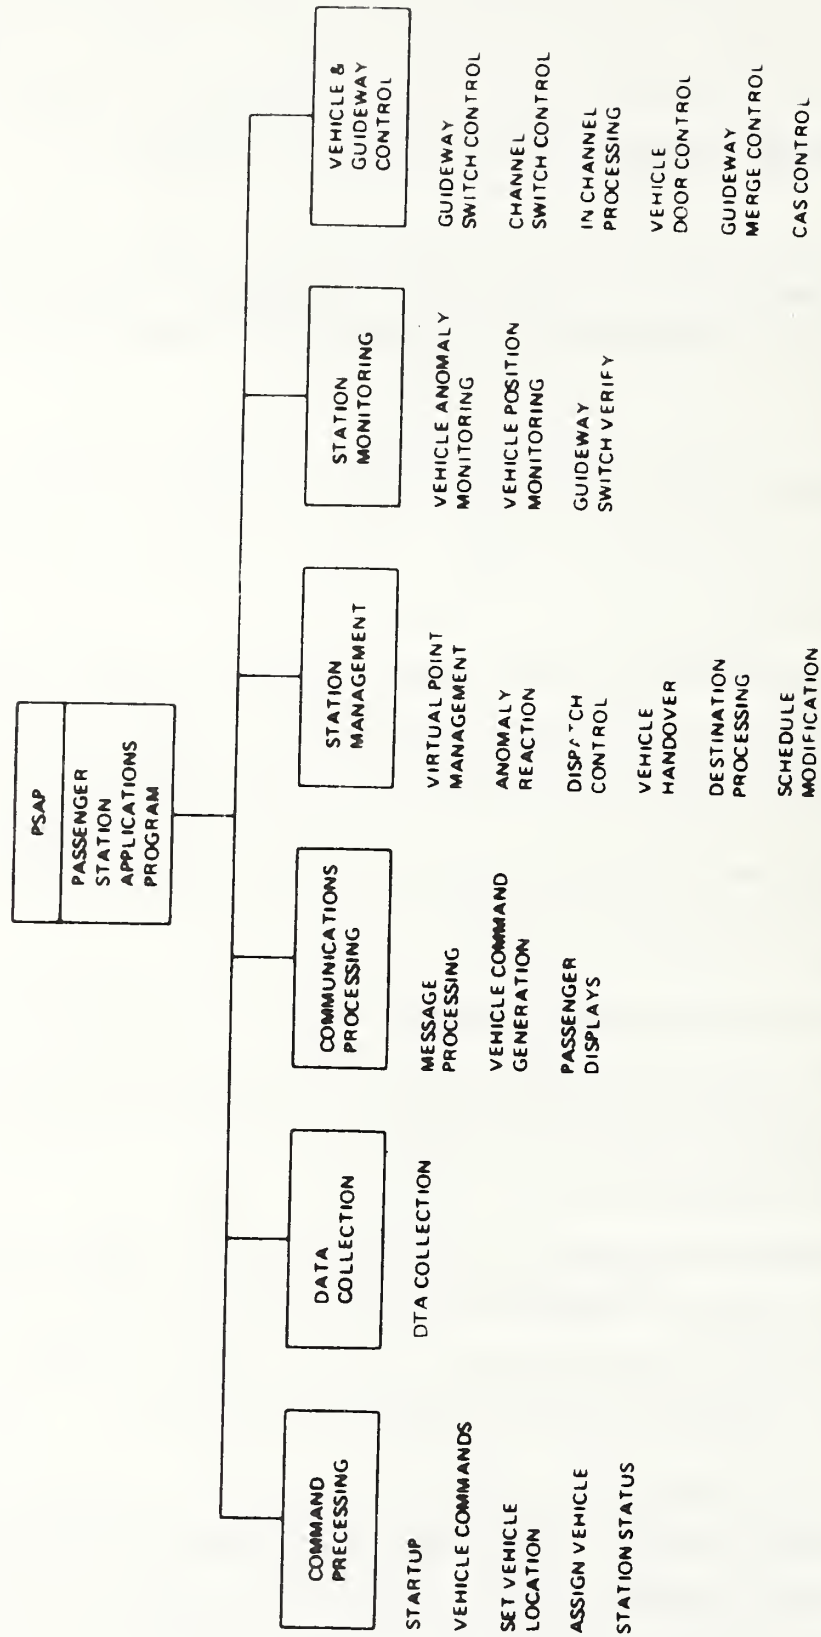 PSAP
PASSENGER
STATION
APPLICATIONS
PROGRAM
COMMAND
PRECESSING
STARTUP
VEHICLE COMMANDS
SET VEHICLE
LOCATION
ASSIGN VEHICLE
STATION STATUS
DATA
COLLECTION
DTA COLLECTION
COMMUNICATIONS
PROCESSING
MESSAGE
PROCESSING
VEHICLE COMMAND
GENERATION
PASSENGER
DISPLAYS
STATION
MANAGEMENT
VIRTUAL POINT
MANAGEMENT
ANOMALY
REACTION
DISPATCH
CONTROL
VEHICLE
HANDOVER
DESTINATION
PROCESSING
SCHEDULE
MODIFICATION
STATION
MONITORING
VEHICLE ANOMALY
MONITORING
VEHICLE POSITION
MONITORING
GUIDEWAY
SWITCH VERIFY
VEHICLE &
GUIDEWAY
CONTROL
GUIDEWAY
SWITCH CONTROL
CHANNEL
SWITCH CONTROL
IN CHANNEL
PROCESSING
VEHICLE
DOOR CONTROL
GUIDEWAY
MERGE CONTROL
CAS CONTROL